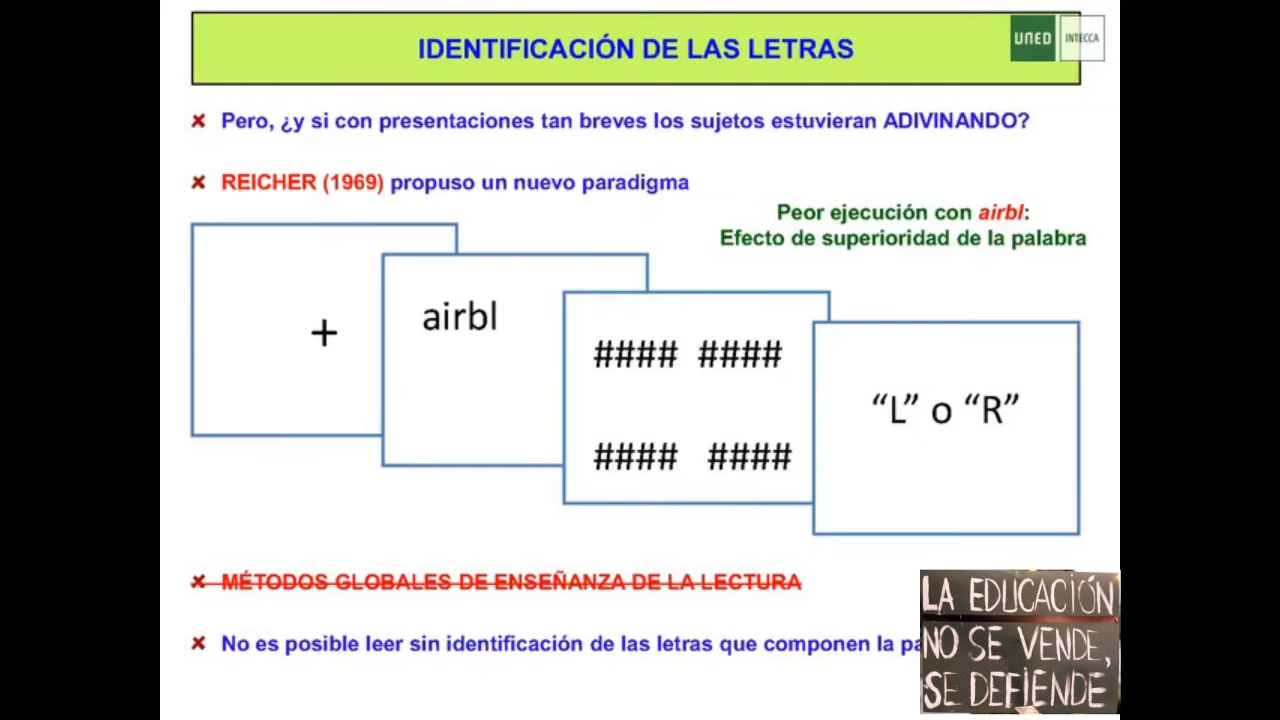 IDENTIFICACIÓN DE LAS LETRAS
UNED
INTECCA
Pero, ¿y si con presentaciones tan breves los sujetos estuvieran ADIVINANDO?
REICHER (1969) propuso un nuevo paradigma
Peor ejecución con airbl:
Efecto de superioridad de la palabra
+
airbl
#### ####
#### ####
“L” o “R”
MÉTODOS GLOBALES DE ENSEÑANZA DE LA LECTURA
No es posible leer sin identificación de las letras que componen la
LA EDUCACIÓN
NO SE VENDE,
SE DEFIENDE